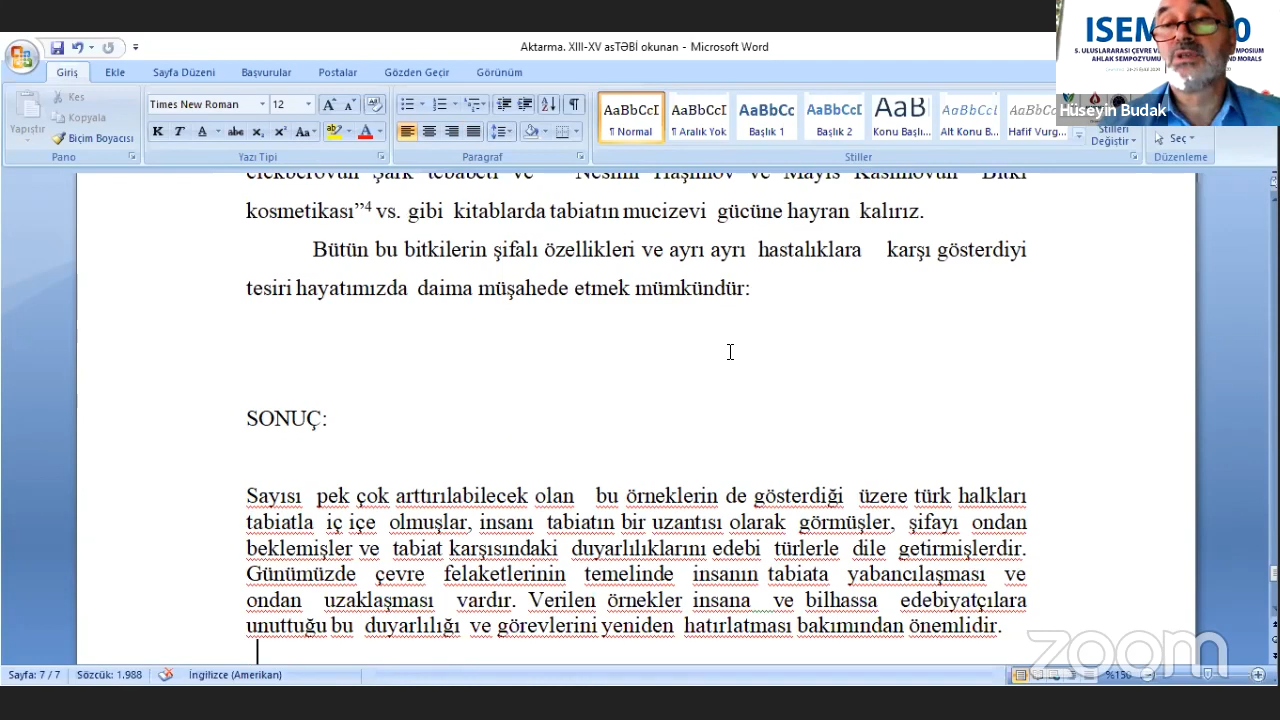 Aktarma. XIII-XV asTƏBİ okunan - Microsoft Word
Giriş Ekle Sayfa Düzeni Başvurular Postalar Gözden Geçir Görünüm
Yapıştır
Kes
Kopyala
Biçim Boyacısı
Pano
Times New Roman 12
Yazı Tipi
Paragraf
AaBbCcI AaBbCcI AaBbCc AaBbCc AaB AaBbCcI AaBbCcI
¶ Normal ¶ Aralık Yok Başlık 1 Başlık 2 Konu Başlı... Alt Konu B... Hafif Vurg...
Stilleri Değiştir
Stiller
Seç
Düzenleme
Hüseyin Budak
5. ULUSLARARASI ÇEVRE
AHLAK SEMPOZYUMU
kosmetikası”4 vs. gibi kitablarda tabiatın mucizevi gücüne hayran kalırız.
Bütün bu bitkilerin şifalı özellikleri ve ayrı ayrı hastalıklara karşı gösterdiyi
tesiri hayatımızda daima müşahede etmek mümkündür:
SONUÇ:
Sayısı pek çok arttırılabilecek olan bu örneklerin de gösterdiği üzere türk halkları
tabiatla iç içe olmuşlar, insanı tabiatın bir uzantısı olarak görmüşler, şifayı ondan
beklemişler ve tabiat karşısındaki duyarlılıklarını edebi türlerle dile getirmişlerdir.
Günümüzde çevre felaketlerinin temelinde insanın tabiata yabancılaşması ve
ondan uzaklaşması vardır. Verilen örnekler insana ve bilhassa edebiyatçılara
unuttuğu bu duyarlılığı ve görevlerini yeniden hatırlatması bakımından önemlidir.
zoom
Sayfa: 7 / 7 Sözcük: 1.988 İngilizce (Amerikan) %150